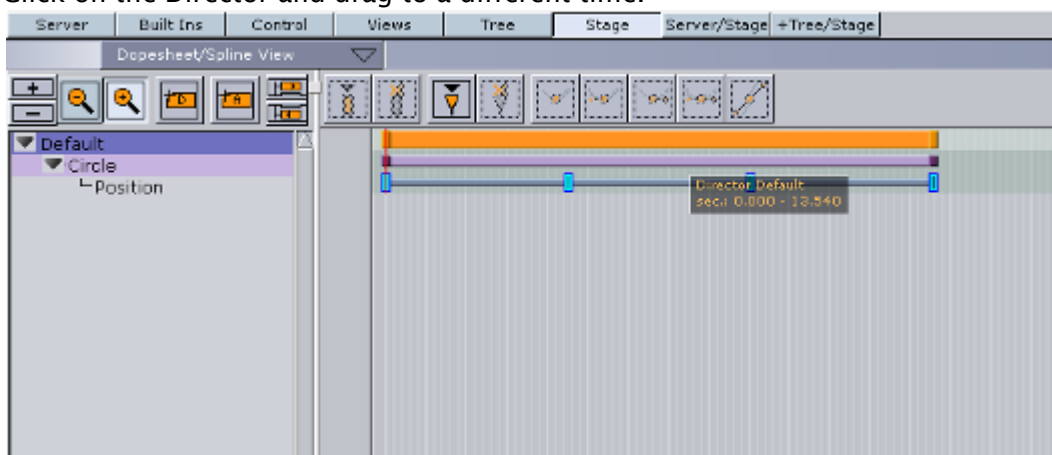 Click on the Director and drag to a different time.
Server Built Ins Control Views Tree Stage Server/Stage +Tree/Stage
Dopesheet/Spline View
Default
Circle
Position
Director Default
sec.: 0.000 - 13.540